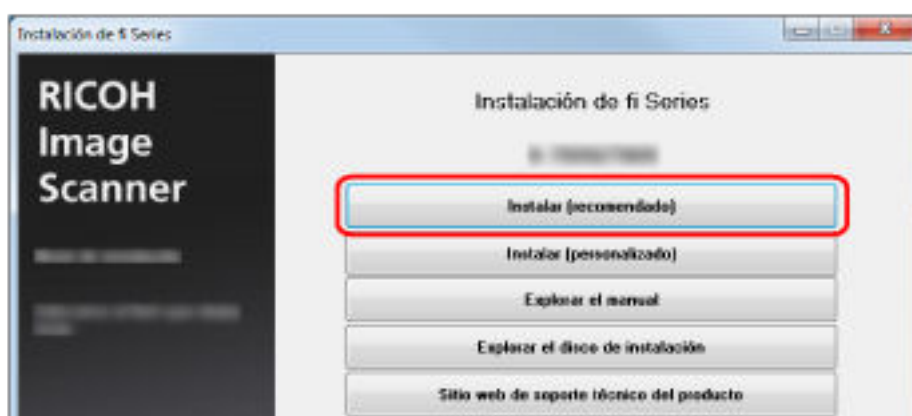 Instalación de fi Series
RICOH
Image
Scanner
Instalación de fi Series
Instalar (recomendado)
Instalar (personalizado)
Explorar el manual
Explorar el disco de instalación
Sitio web de soporte técnico del producto